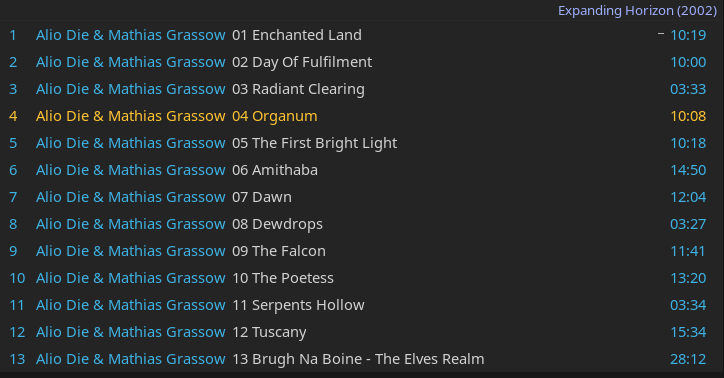 Expanding Horizon (2002)
1 Alio Die & Mathias Grassow 01 Enchanted Land – 10:19
2 Alio Die & Mathias Grassow 02 Day Of Fulfilment 10:00
3 Alio Die & Mathias Grassow 03 Radiant Clearing 03:33
4 Alio Die & Mathias Grassow 04 Organum 10:08
5 Alio Die & Mathias Grassow 05 The First Bright Light 10:18
6 Alio Die & Mathias Grassow 06 Amithaba 14:50
7 Alio Die & Mathias Grassow 07 Dawn 12:04
8 Alio Die & Mathias Grassow 08 Dewdrops 03:27
9 Alio Die & Mathias Grassow 09 The Falcon 11:41
10 Alio Die & Mathias Grassow 10 The Poetess 13:20
11 Alio Die & Mathias Grassow 11 Serpents Hollow 03:34
12 Alio Die & Mathias Grassow 12 Tuscany 15:34
13 Alio Die & Mathias Grassow 13 Brugh Na Boine - The Elves Realm 28:12